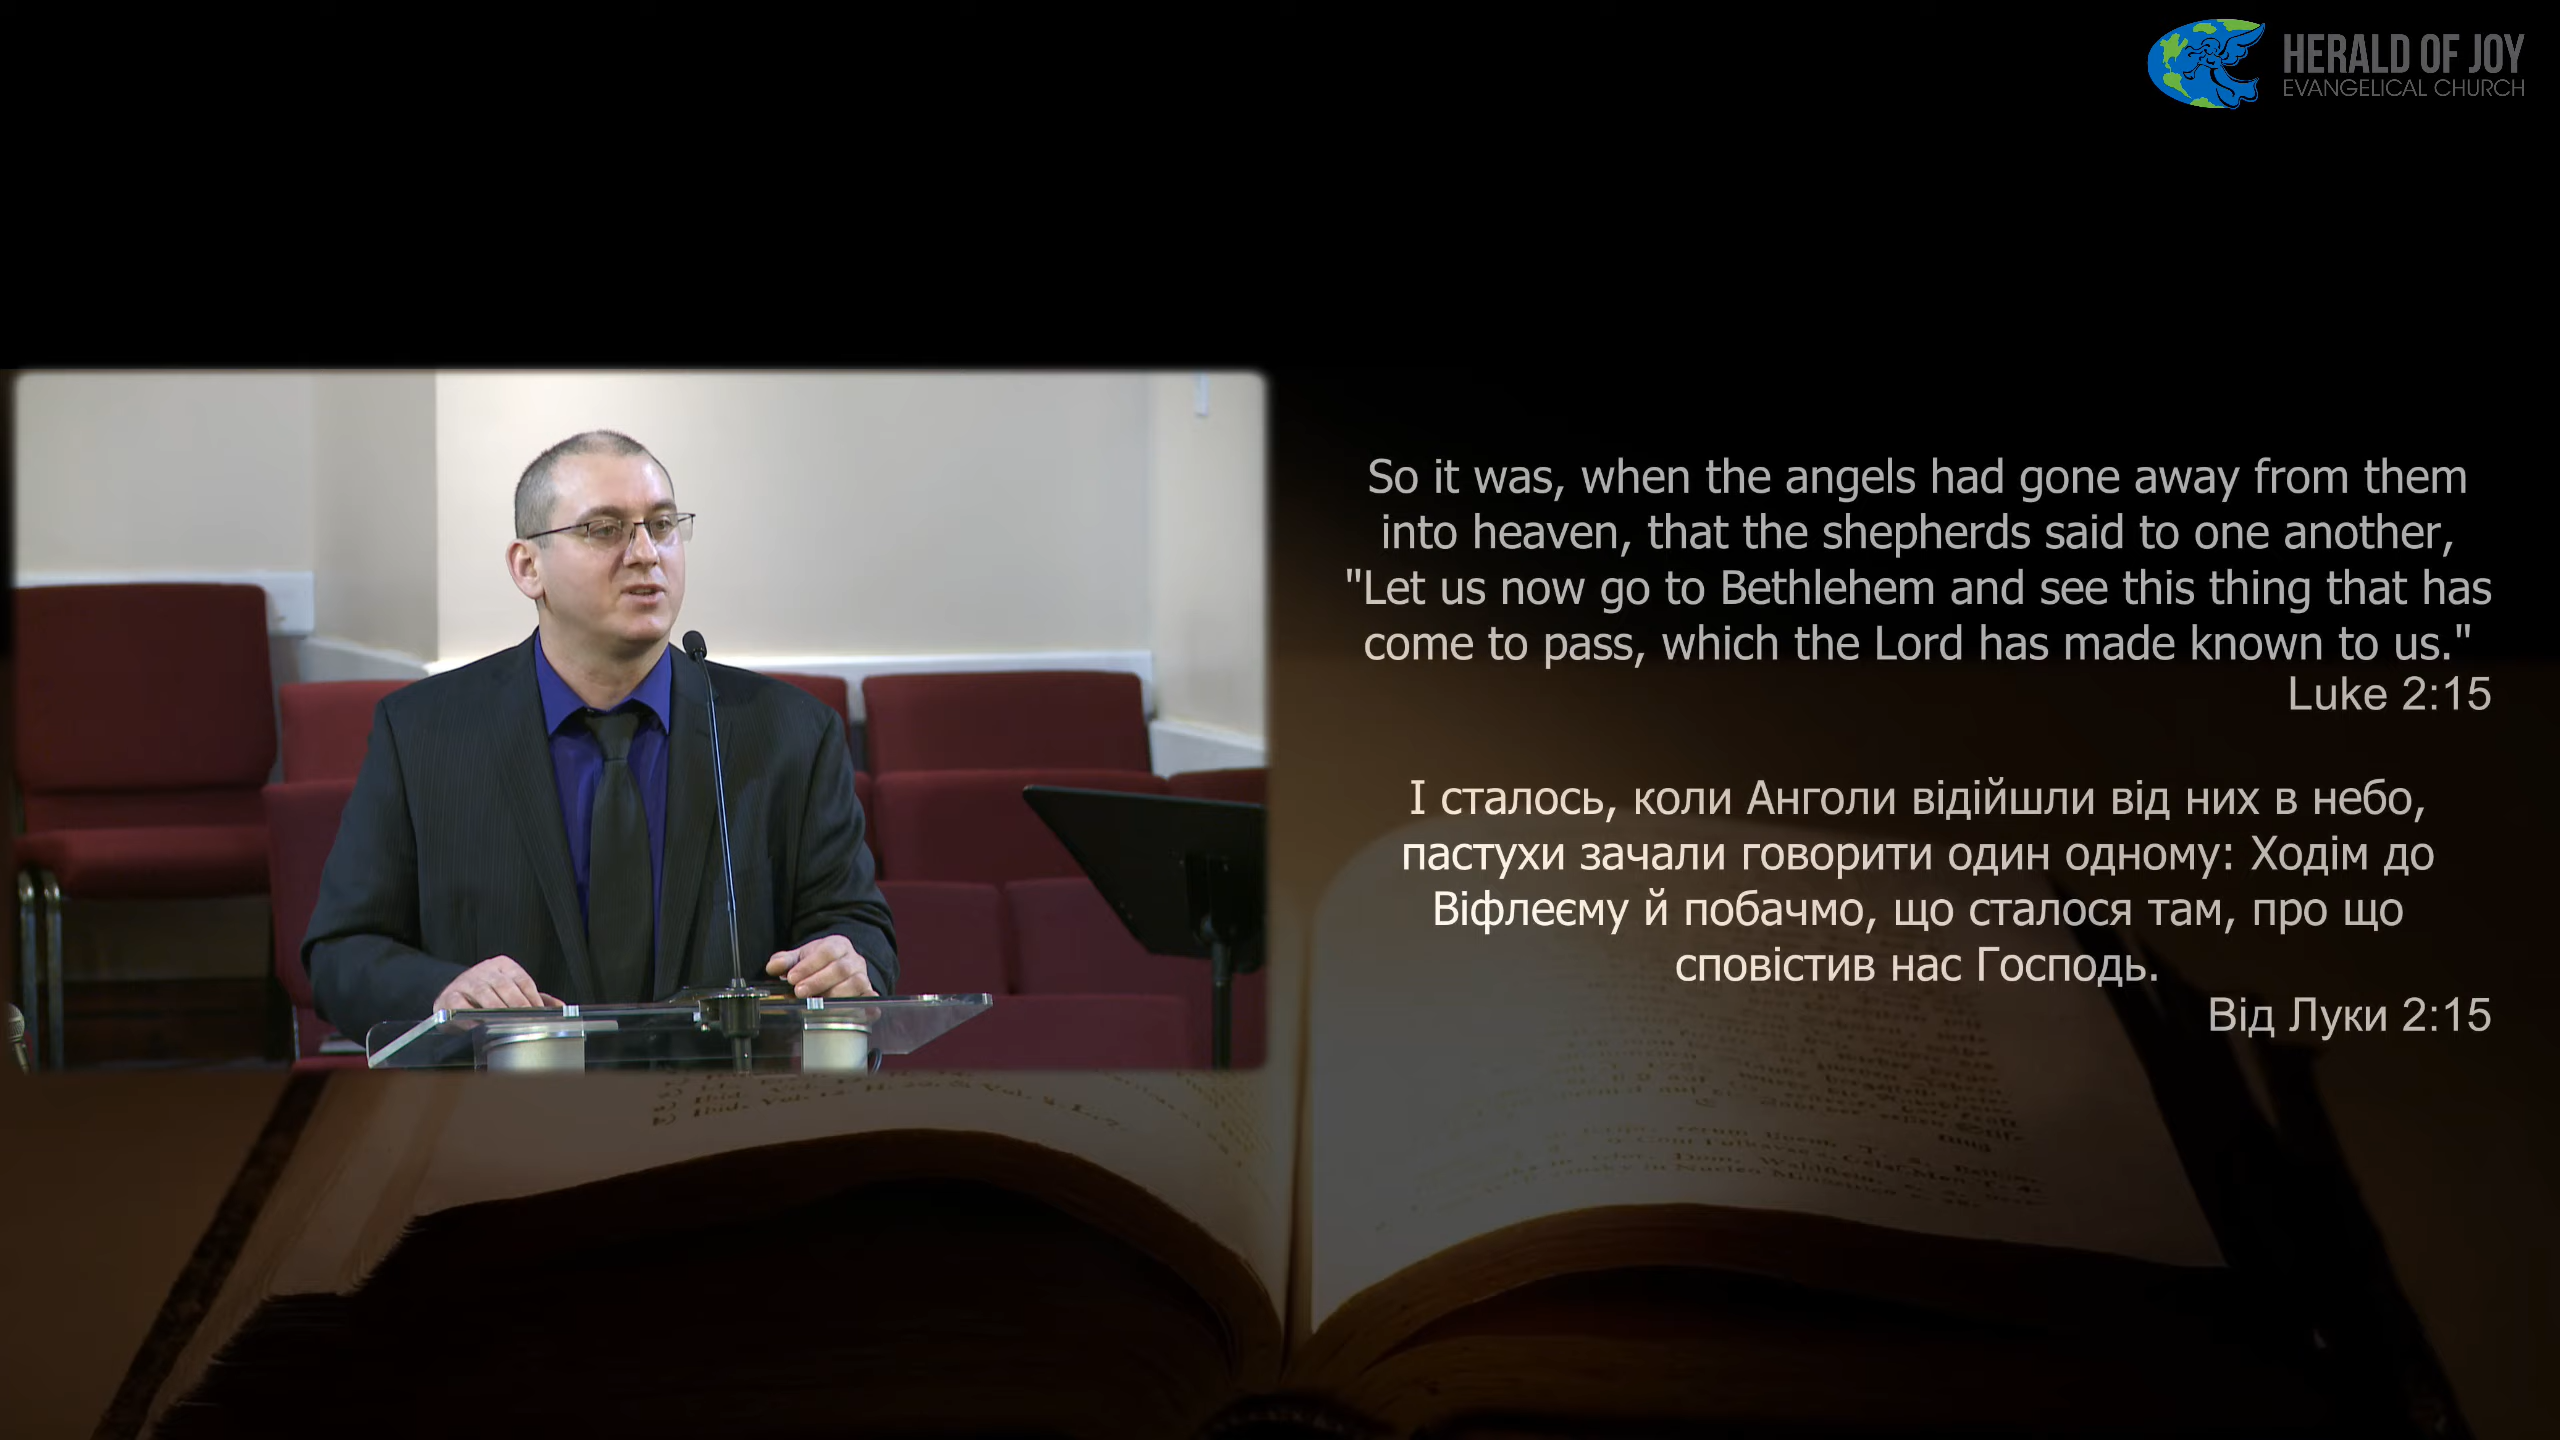 HERALD OF JOY
EVANGELICAL CHURCH
So it was, when the angels had gone away from them
into heaven, that the shepherds said to one another,
"Let us now go to Bethlehem and see this thing that has
come to pass, which the Lord has made known to us."
Luke 2:15
І сталось, коли Анголи відійшли від них в небо,
пастухи зачали говорити один одному: Ходім до
Віфлеєму й побачмо, що сталося там, про що
сповістив нас Господь.
Від Луки 2:15